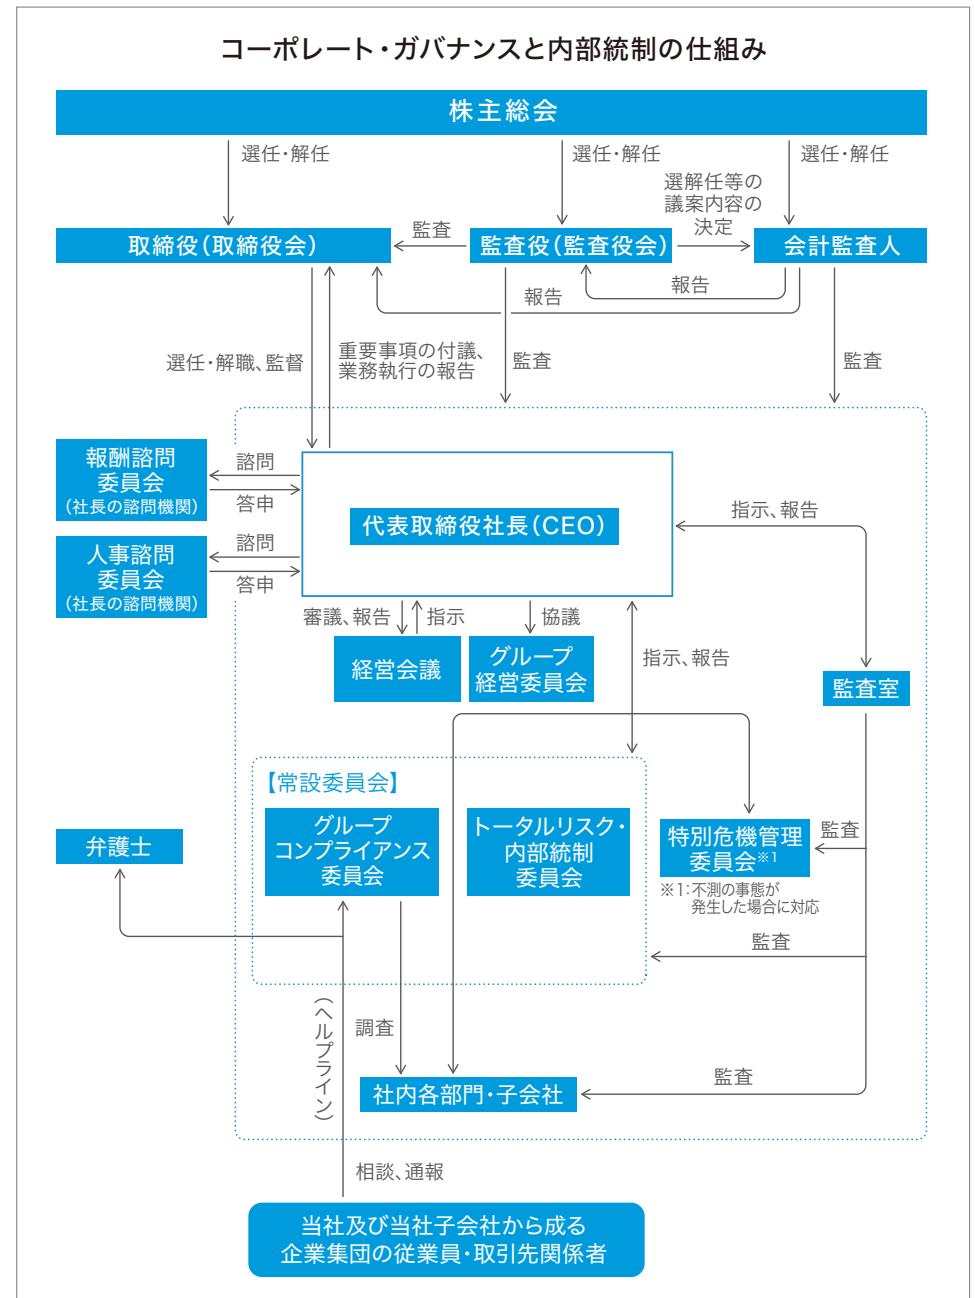 コーポレート・ガバナンスと内部統制の仕組み
株主総会
選任・解任
選任・解任
選任・解任
選解任等の
議案内容の
決定
取締役（取締役会）
監査
監査役（監査役会）
会計監査人
報告
報告
選任・解職、監督
重要事項の付議、
業務執行の報告
監査
監査
報酬諮問
委員会
（社長の諮問機関）
諮問
答申
人事諮問
委員会
（社長の諮問機関）
諮問
答申
代表取締役社長（CEO）
指示、報告
審議、報告
指示
協議
指示、報告
経営会議
グループ
経営委員会
監査室
【常設委員会】
グループ
コンプライアンス
委員会
トータルリスク・
内部統制
委員会
特別危機管理
委員会※1
※1：不測の事態が
発生した場合に対応
監査
弁護士
監査
（ヘルプライン）
調査
監査
社内各部門・子会社
相談、通報
当社及び当社子会社から成る
企業集団の従業員・取引先関係者